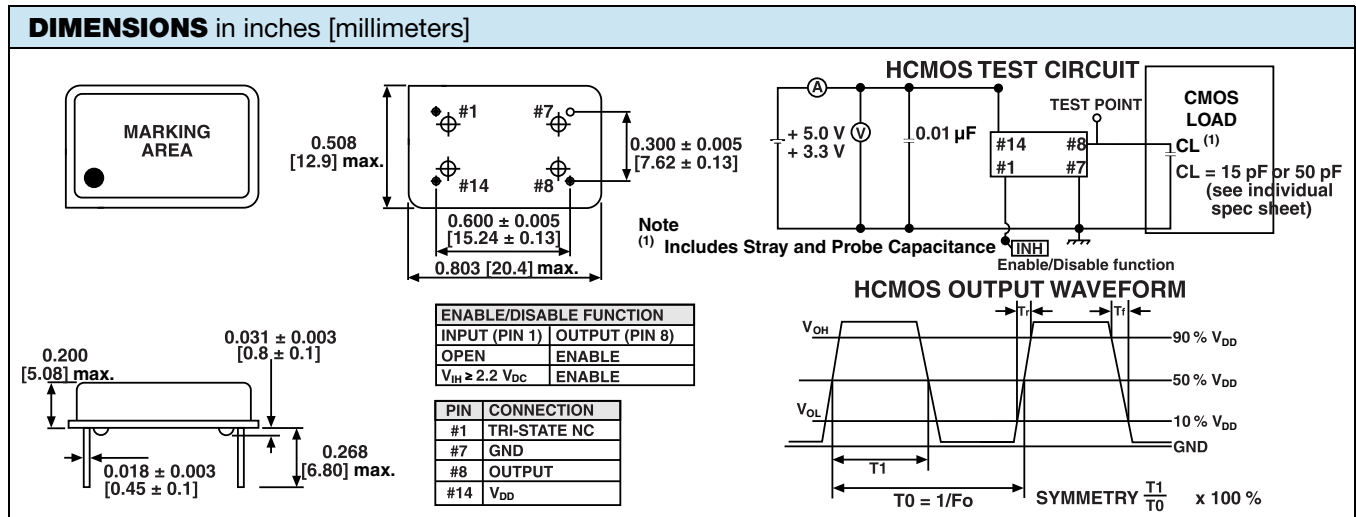 DIMENSIONS in inches [millimeters]
MARKING
AREA
0.508
[12.9] max.
#1
#7
#14
#8
0.300 ± 0.005
[7.62 ± 0.13]
0.600 ± 0.005
[15.24 ± 0.13]
0.803 [20.4] max.
Note
(1) Includes Stray and Probe Capacitance
HCMOS TEST CIRCUIT
A
+ 5.0 V
+ 3.3 V
V
0.01 µF
TEST POINT
#14
#8
#1
#7
CMOS
LOAD
CL (1)
CL = 15 pF or 50 pF
(see individual
spec sheet)
INH
Enable/Disable function
0.200
[5.08] max.
0.031 ± 0.003
[0.8 ± 0.1]
0.018 ± 0.003
[0.45 ± 0.1]
0.268
[6.80] max.
ENABLE/DISABLE FUNCTION
INPUT (PIN 1) OUTPUT (PIN 8)
OPEN ENABLE
VIH ≥ 2.2 VDC ENABLE
PIN CONNECTION
#1 TRI-STATE NC
#7 GND
#8 OUTPUT
#14 VDD
HCMOS OUTPUT WAVEFORM
Tr
Tf
VOH
90 % VDD
50 % VDD
VOL
10 % VDD
GND
T1
T0 = 1/Fo
SYMMETRY T1/T0 x 100 %